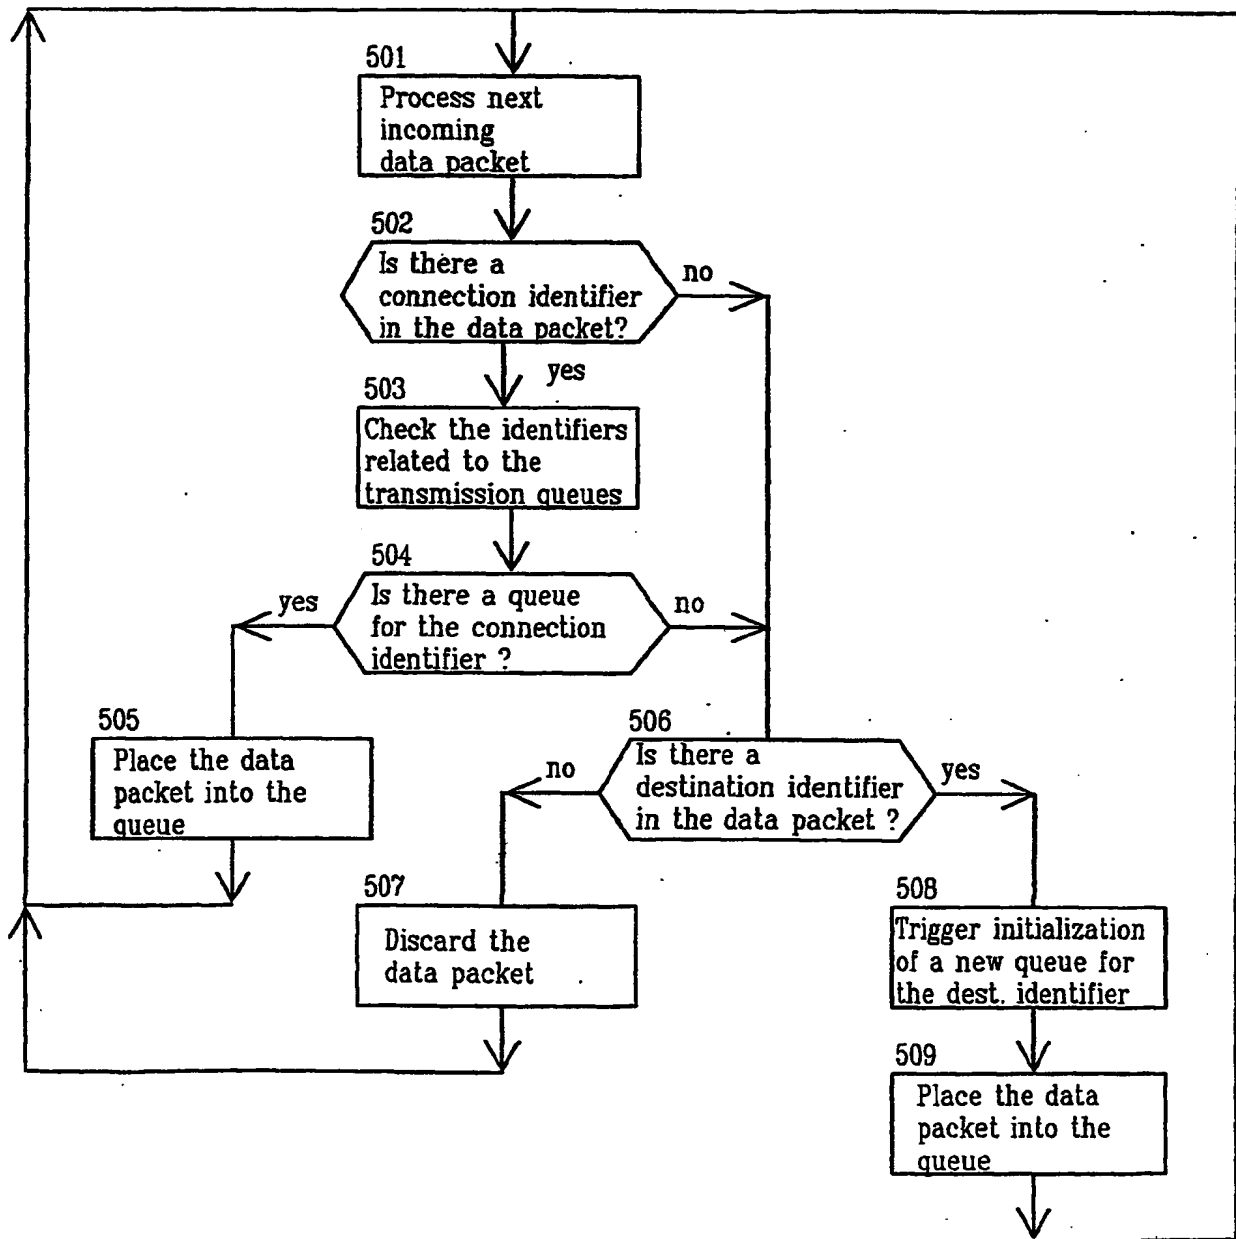 501
Process next
incoming
data packet
502
Is there a
connection identifier
in the data packet?
no
yes
503
Check the identifiers
related to the
transmission queues
504
Is there a queue
for the connection
identifier ?
yes
no
505
Place the data
packet into the
queue
506
Is there a
destination identifier
in the data packet ?
no
yes
507
Discard the
data packet
508
Trigger initialization
of a new queue for
the dest. identifier
509
Place the data
packet into the
queue